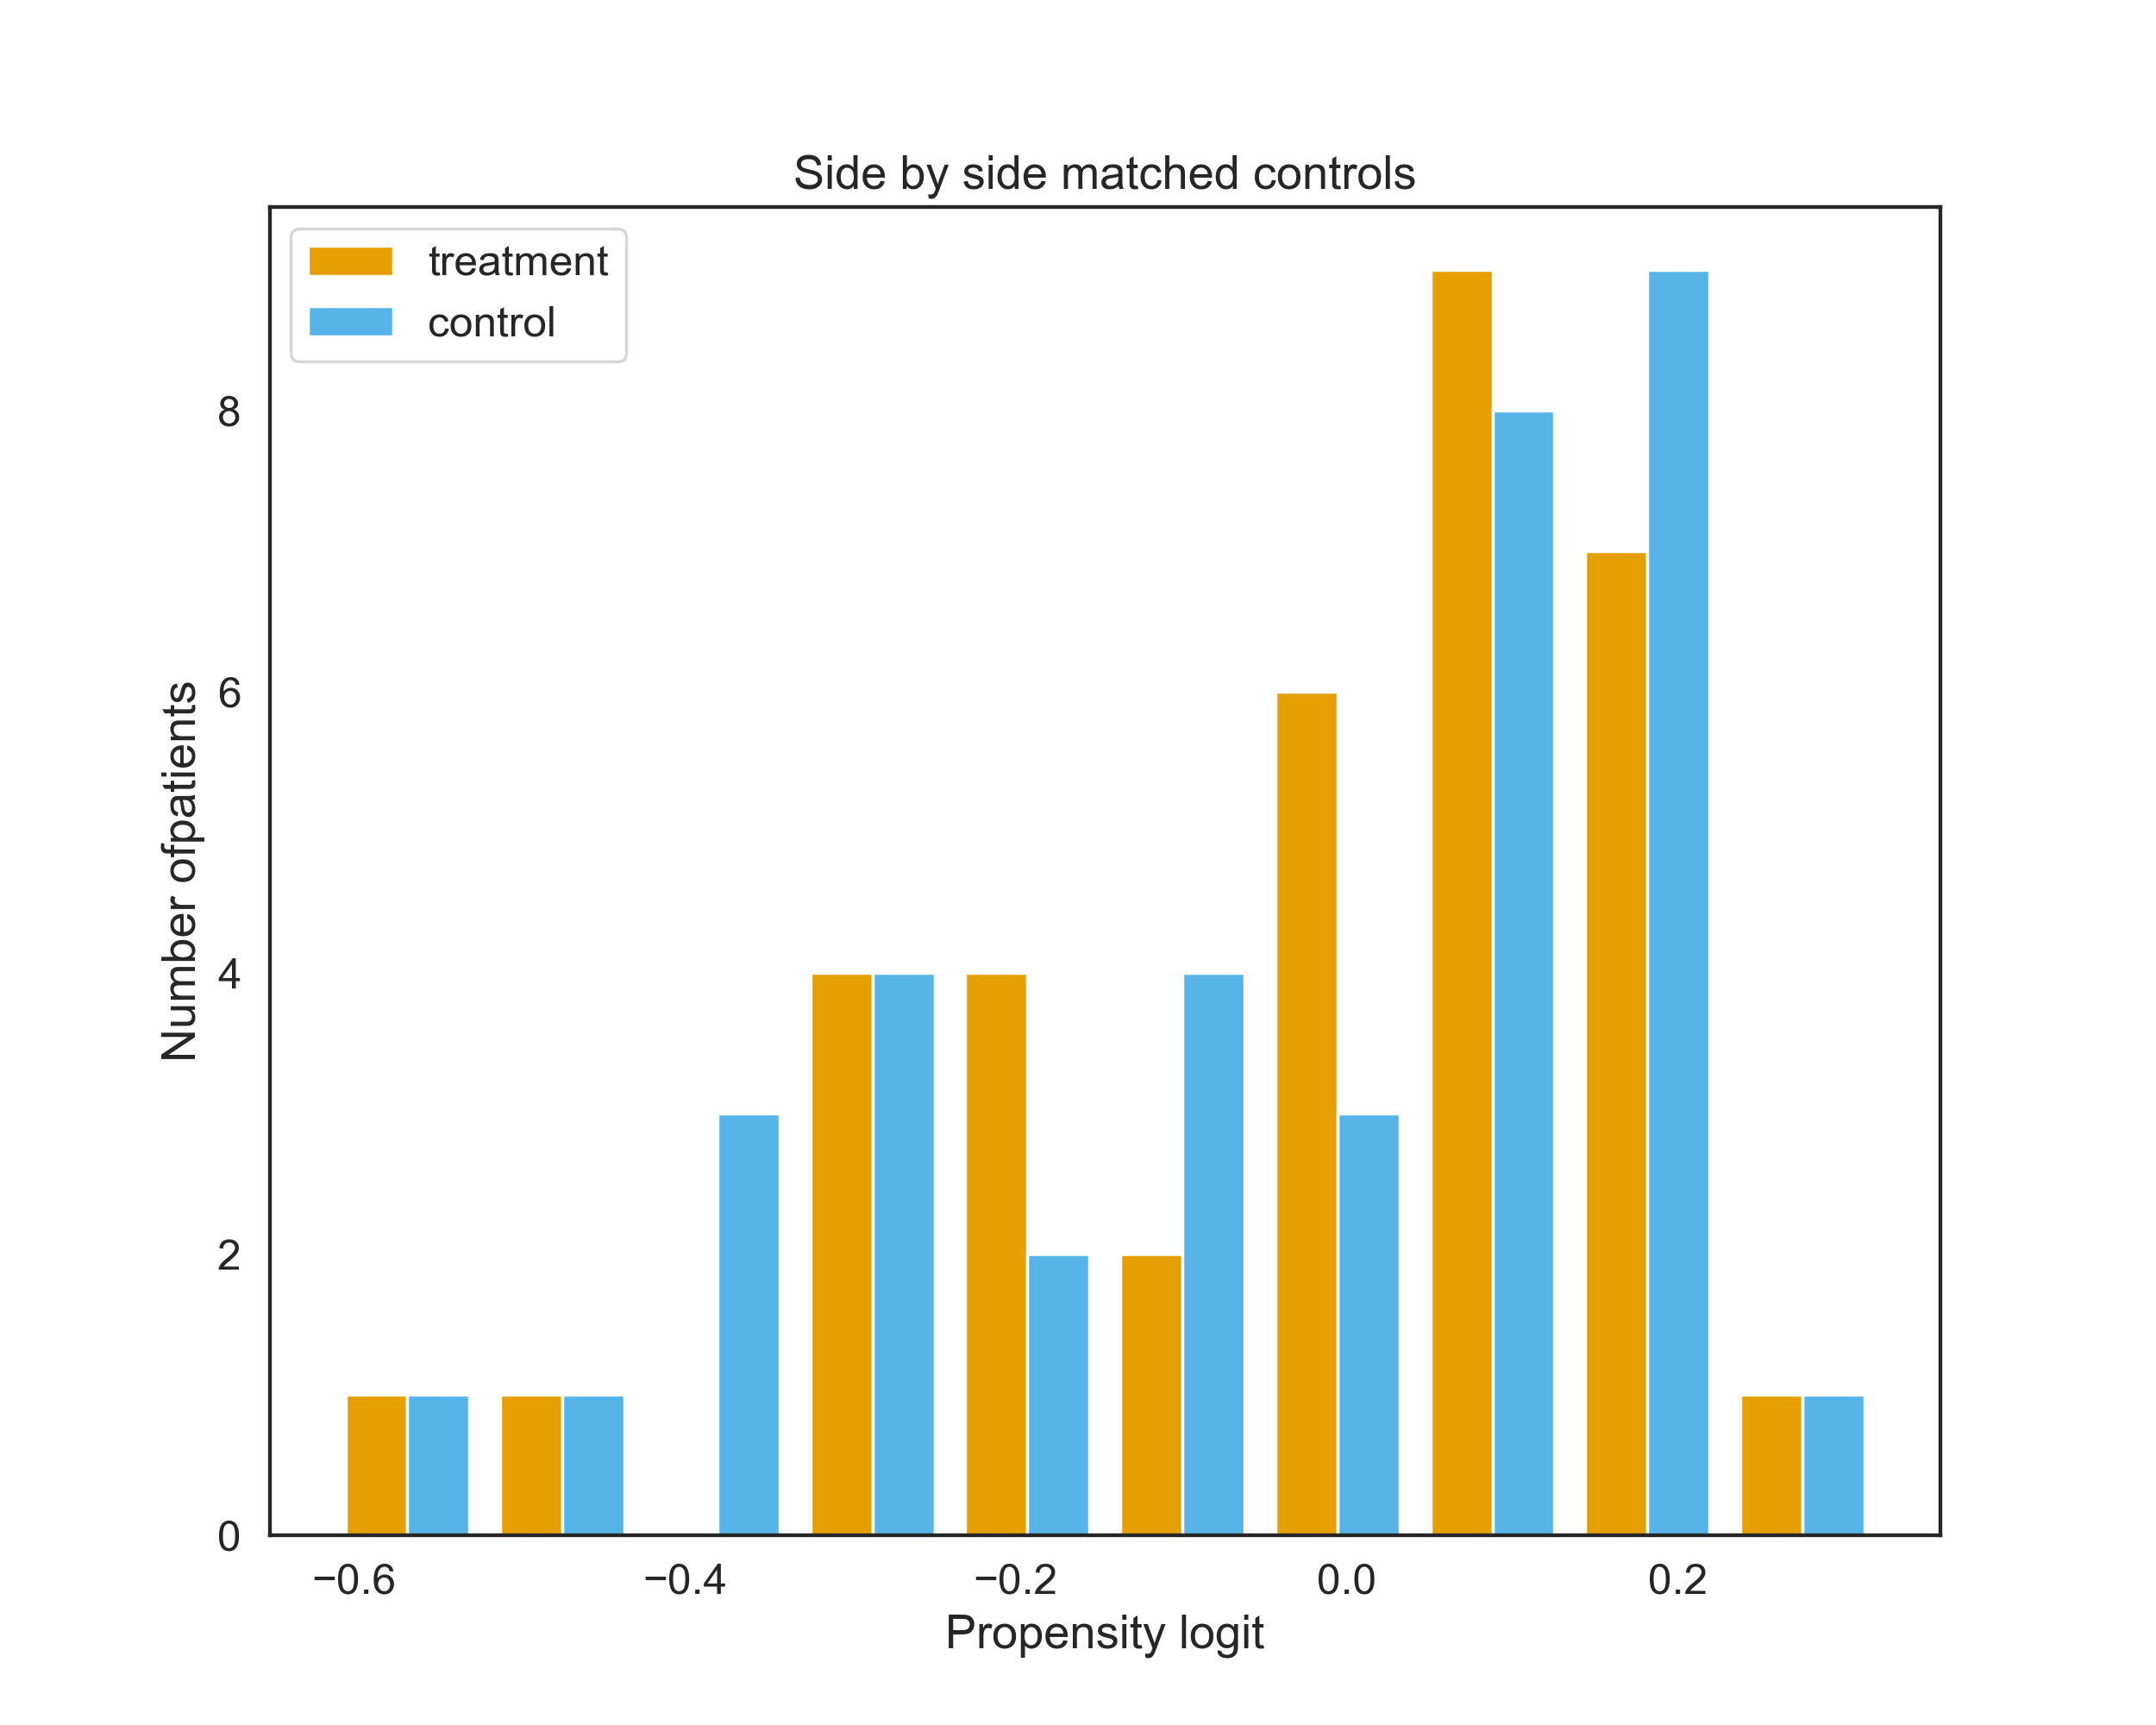 Side by side matched controls
treatment
control
8
6
4
2
0
Number ofpatients
−0.6 −0.4 −0.2 0.0 0.2
Propensity logit